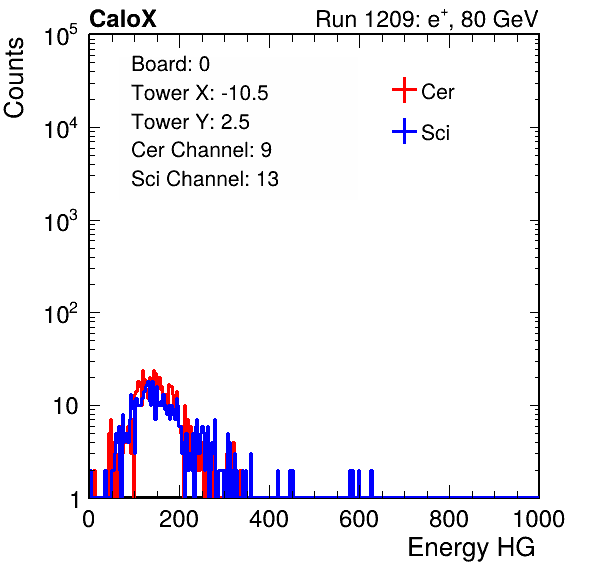 CaloX Run 1209: e⁺, 80 GeV
Counts
Board: 0
Tower X: -10.5
Tower Y: 2.5
Cer Channel: 9
Sci Channel: 13
Cer
Sci
10⁵
10⁴
10³
10²
10
1
0 200 400 600 800 1000
Energy HG